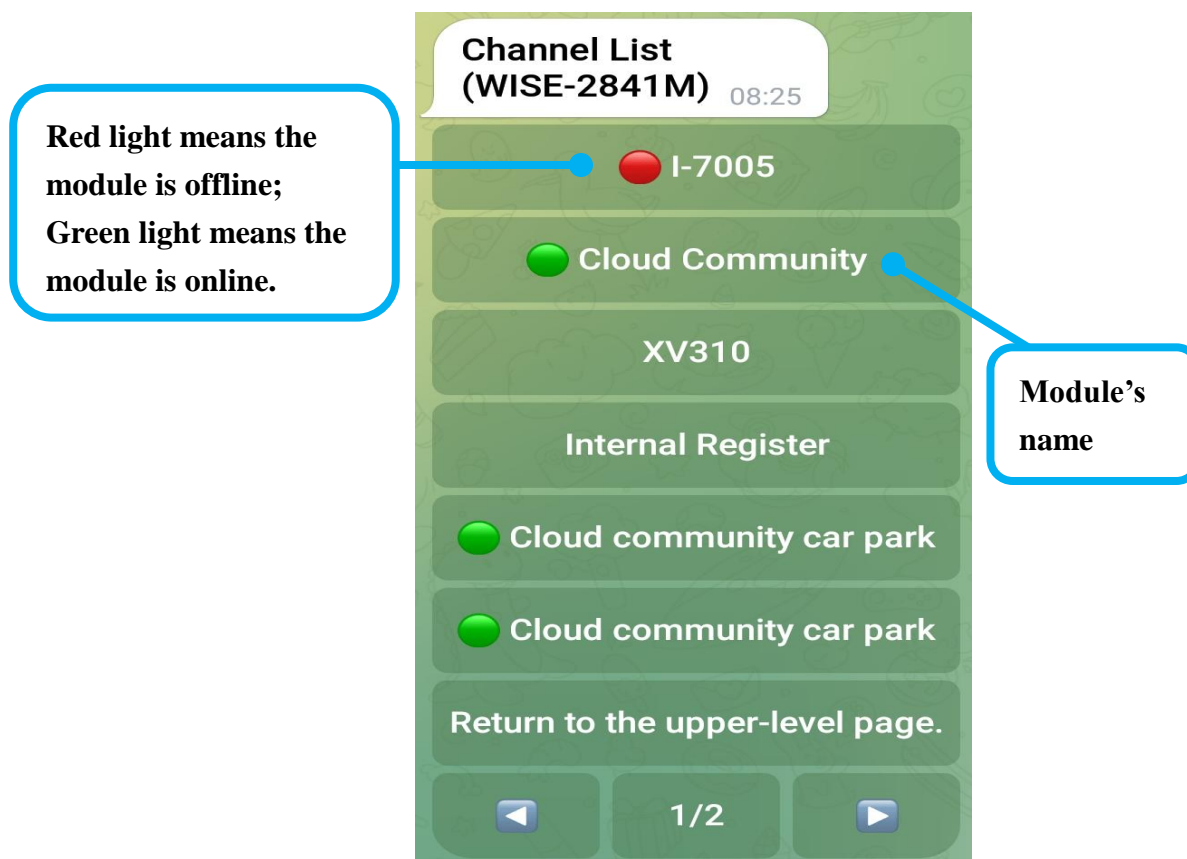 Channel List
(WISE-2841M) 08:25
Red light means the
module is offline;
Green light means the
module is online.
I-7005
Cloud Community
XV310
Module’s
name
Internal Register
Cloud community car park
Cloud community car park
Return to the upper-level page.
1/2